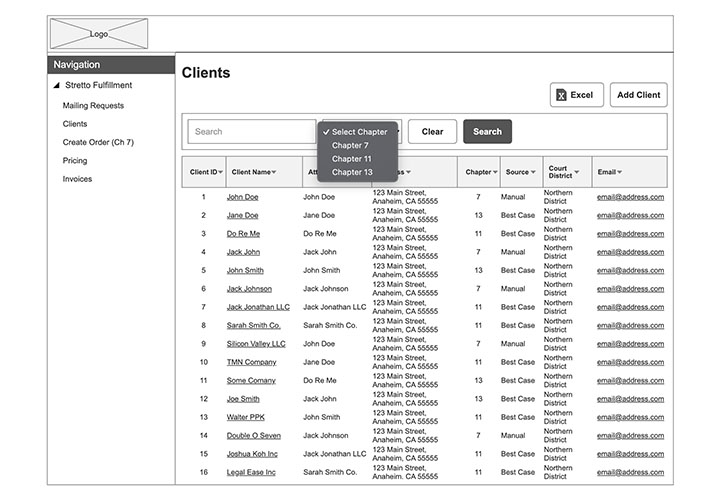 Logo
Navigation
Stretto Fulfillment
Mailing Requests
Clients
Create Order (Ch 7)
Pricing
Invoices
Clients
Excel
Add Client
Search
✓ Select Chapter
Chapter 7
Chapter 11
Chapter 13
Clear
Search
Client ID Client Name Chapter Source Court District Email
1 John Doe John Doe 123 Main Street, Anaheim, CA 55555 7 Manual Northern District email@address.com
2 Jane Doe Jane Doe 123 Main Street, Anaheim, CA 55555 13 Best Case Northern District email@address.com
3 Do Re Me Do Re Me 123 Main Street, Anaheim, CA 55555 11 Best Case Northern District email@address.com
4 Jack John Jack John 123 Main Street, Anaheim, CA 55555 7 Manual Northern District email@address.com
5 John Smith John Smith 123 Main Street, Anaheim, CA 55555 13 Best Case Northern District email@address.com
6 Jack Johnson Jack Johnson 123 Main Street, Anaheim, CA 55555 7 Manual Northern District email@address.com
7 Jack Jonathan LLC Jack Jonathan LLC 123 Main Street, Anaheim, CA 55555 11 Best Case Northern District email@address.com
8 Sarah Smith Co. Sarah Smith Co. 123 Main Street, Anaheim, CA 55555 11 Best Case Northern District email@address.com
9 Silicon Valley LLC John Doe 123 Main Street, Anaheim, CA 55555 7 Manual Northern District email@address.com
10 TMN Company Jane Doe 123 Main Street, Anaheim, CA 55555 11 Best Case Northern District email@address.com
11 Some Comany Do Re Me 123 Main Street, Anaheim, CA 55555 13 Best Case Northern District email@address.com
12 Joe Smith Jack John 123 Main Street, Anaheim, CA 55555 13 Best Case Northern District email@address.com
13 Walter PPK John Smith 123 Main Street, Anaheim, CA 55555 11 Best Case Northern District email@address.com
14 Double O Seven Jack Johnson 123 Main Street, Anaheim, CA 55555 7 Manual Northern District email@address.com
15 Joshua Koh Inc Jack Jonathan LLC 123 Main Street, Anaheim, CA 55555 11 Best Case Northern District email@address.com
16 Legal Ease Inc Sarah Smith Co. 123 Main Street, Anaheim, CA 55555 11 Best Case Northern District email@address.com